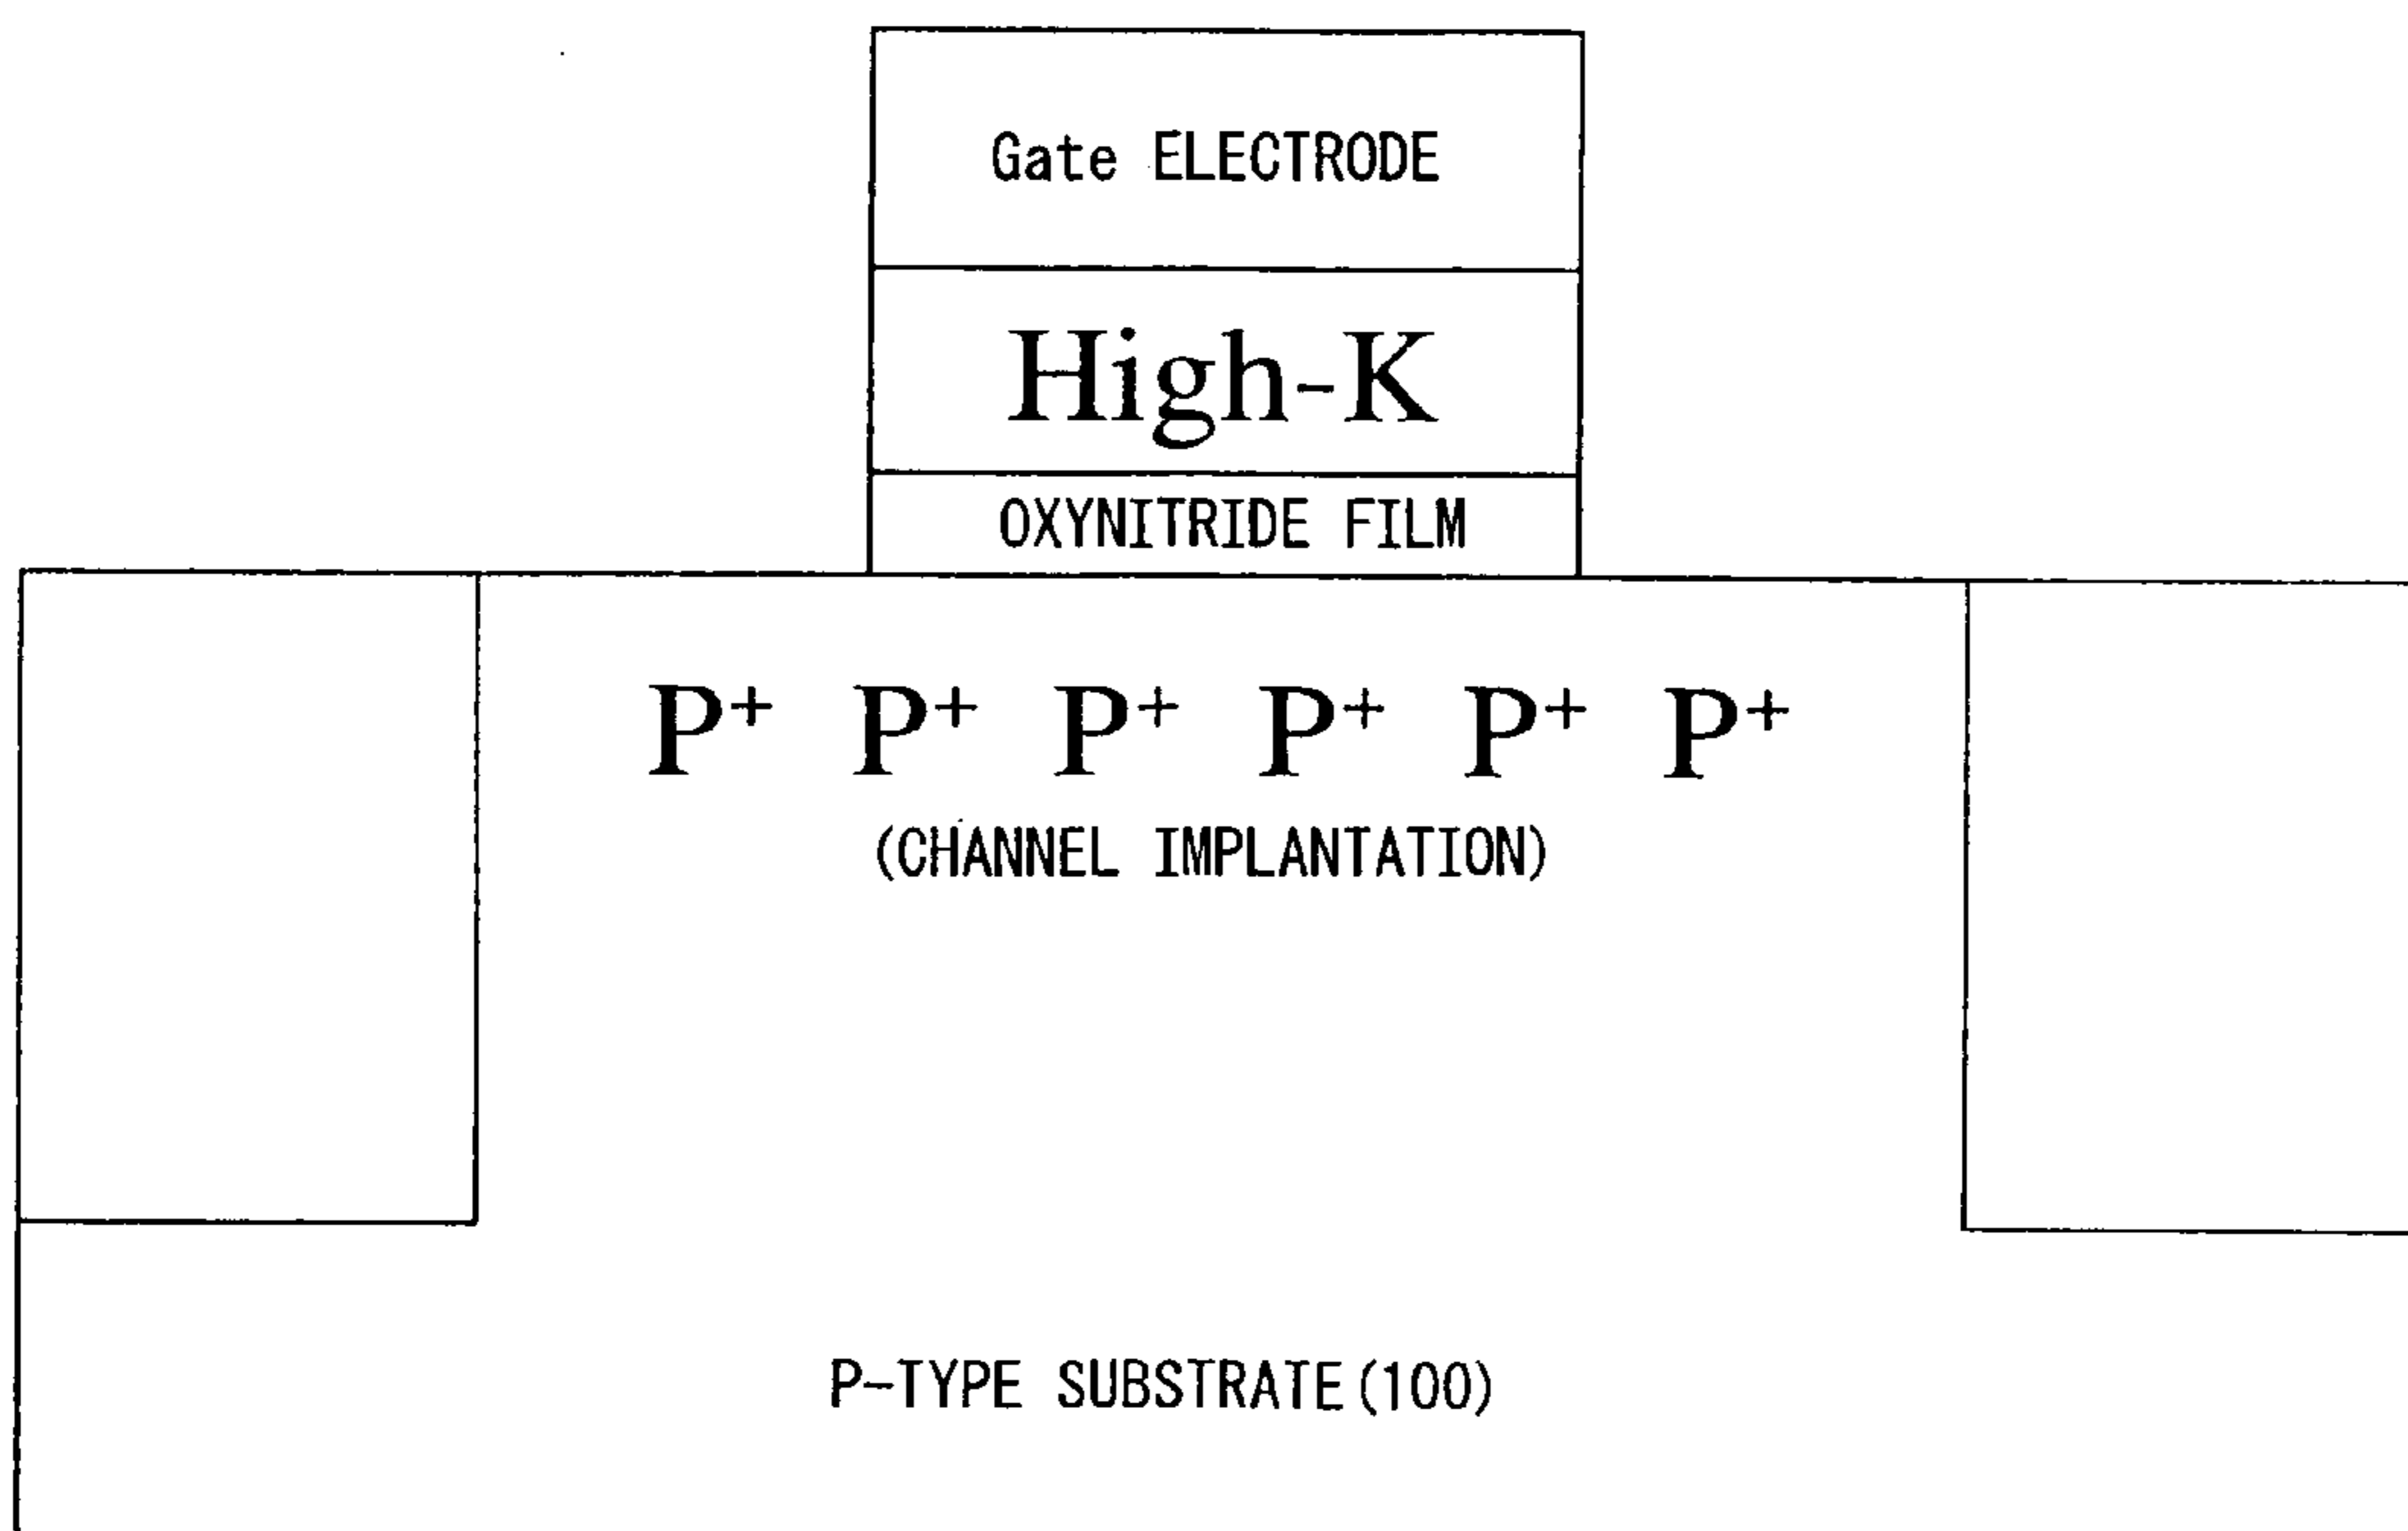 Gate ELECTRODE
High-K
OXYNITRIDE FILM
P⁺ P⁺ P⁺ P⁺ P⁺ P⁺
(CHANNEL IMPLANTATION)
P-TYPE SUBSTRATE(100)